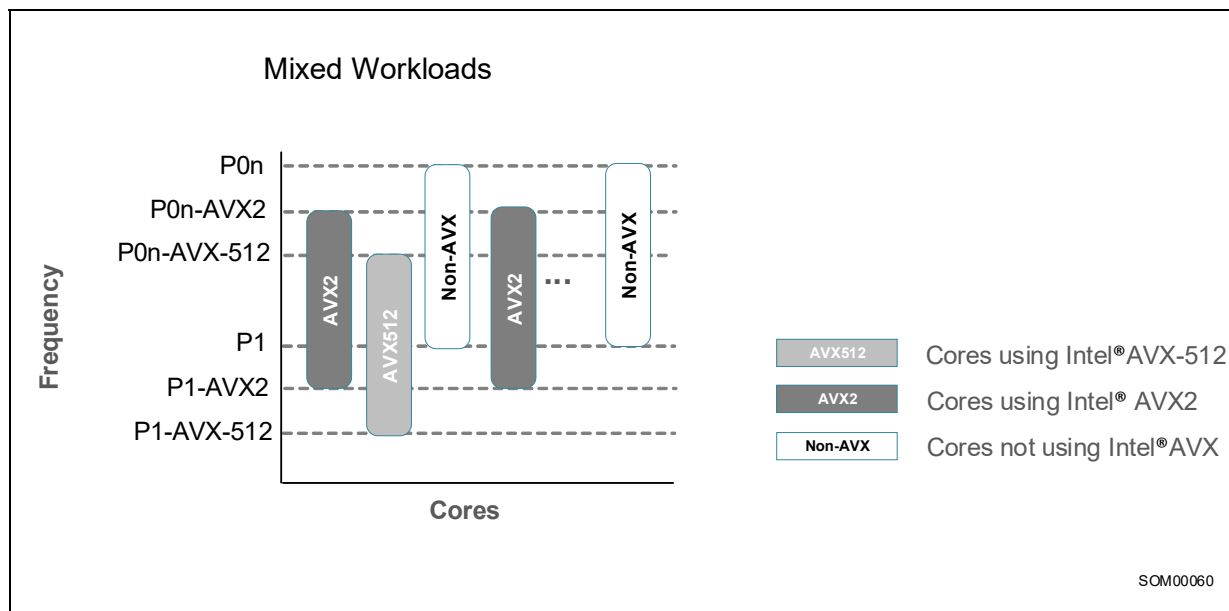 Mixed Workloads
P0n
P0n-AVX2
P0n-AVX-512
P1
P1-AVX2
P1-AVX-512
Frequency
AVX2
AVX512
Non-AVX
AVX2
...
Non-AVX
Cores
AVX512 Cores using Intel®AVX-512
AVX2 Cores using Intel® AVX2
Non-AVX Cores not using Intel®AVX
SOM00060